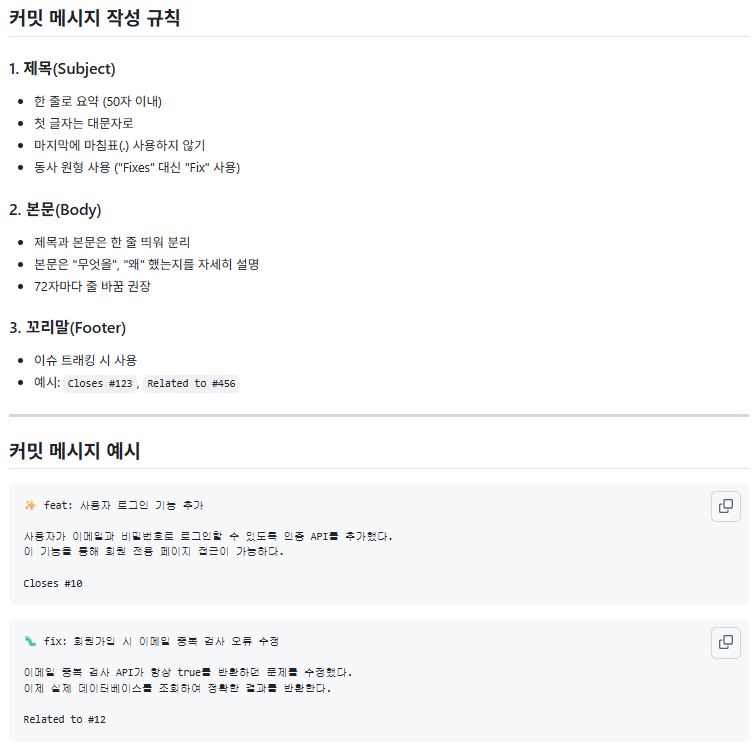 커밋 메시지 작성 규칙
1. 제목(Subject)
한 줄로 요약 (50자 이내)
첫 글자는 대문자로
마지막에 마침표(.) 사용하지 않기
동사 원형 사용 ("Fixes" 대신 "Fix" 사용)
2. 본문(Body)
제목과 본문은 한 줄 띄워 분리
본문은 "무엇을", "왜" 했는지를 자세히 설명
72자마다 줄 바꿈 권장
3. 꼬리말(Footer)
이슈 트래킹 시 사용
예시: Closes #123, Related to #456
커밋 메시지 예시
✨ feat: 사용자 로그인 기능 추가
사용자가 이메일과 비밀번호로 로그인할 수 있도록 인증 API를 추가했다.
이 기능을 통해 회원 전용 페이지 접근이 가능하다.
Closes #10
🐛 fix: 회원가입 시 이메일 중복 검사 오류 수정
이메일 중복 검사 API가 항상 true를 반환하던 문제를 수정했다.
이제 실제 데이터베이스를 조회하여 정확한 결과를 반환한다.
Related to #12